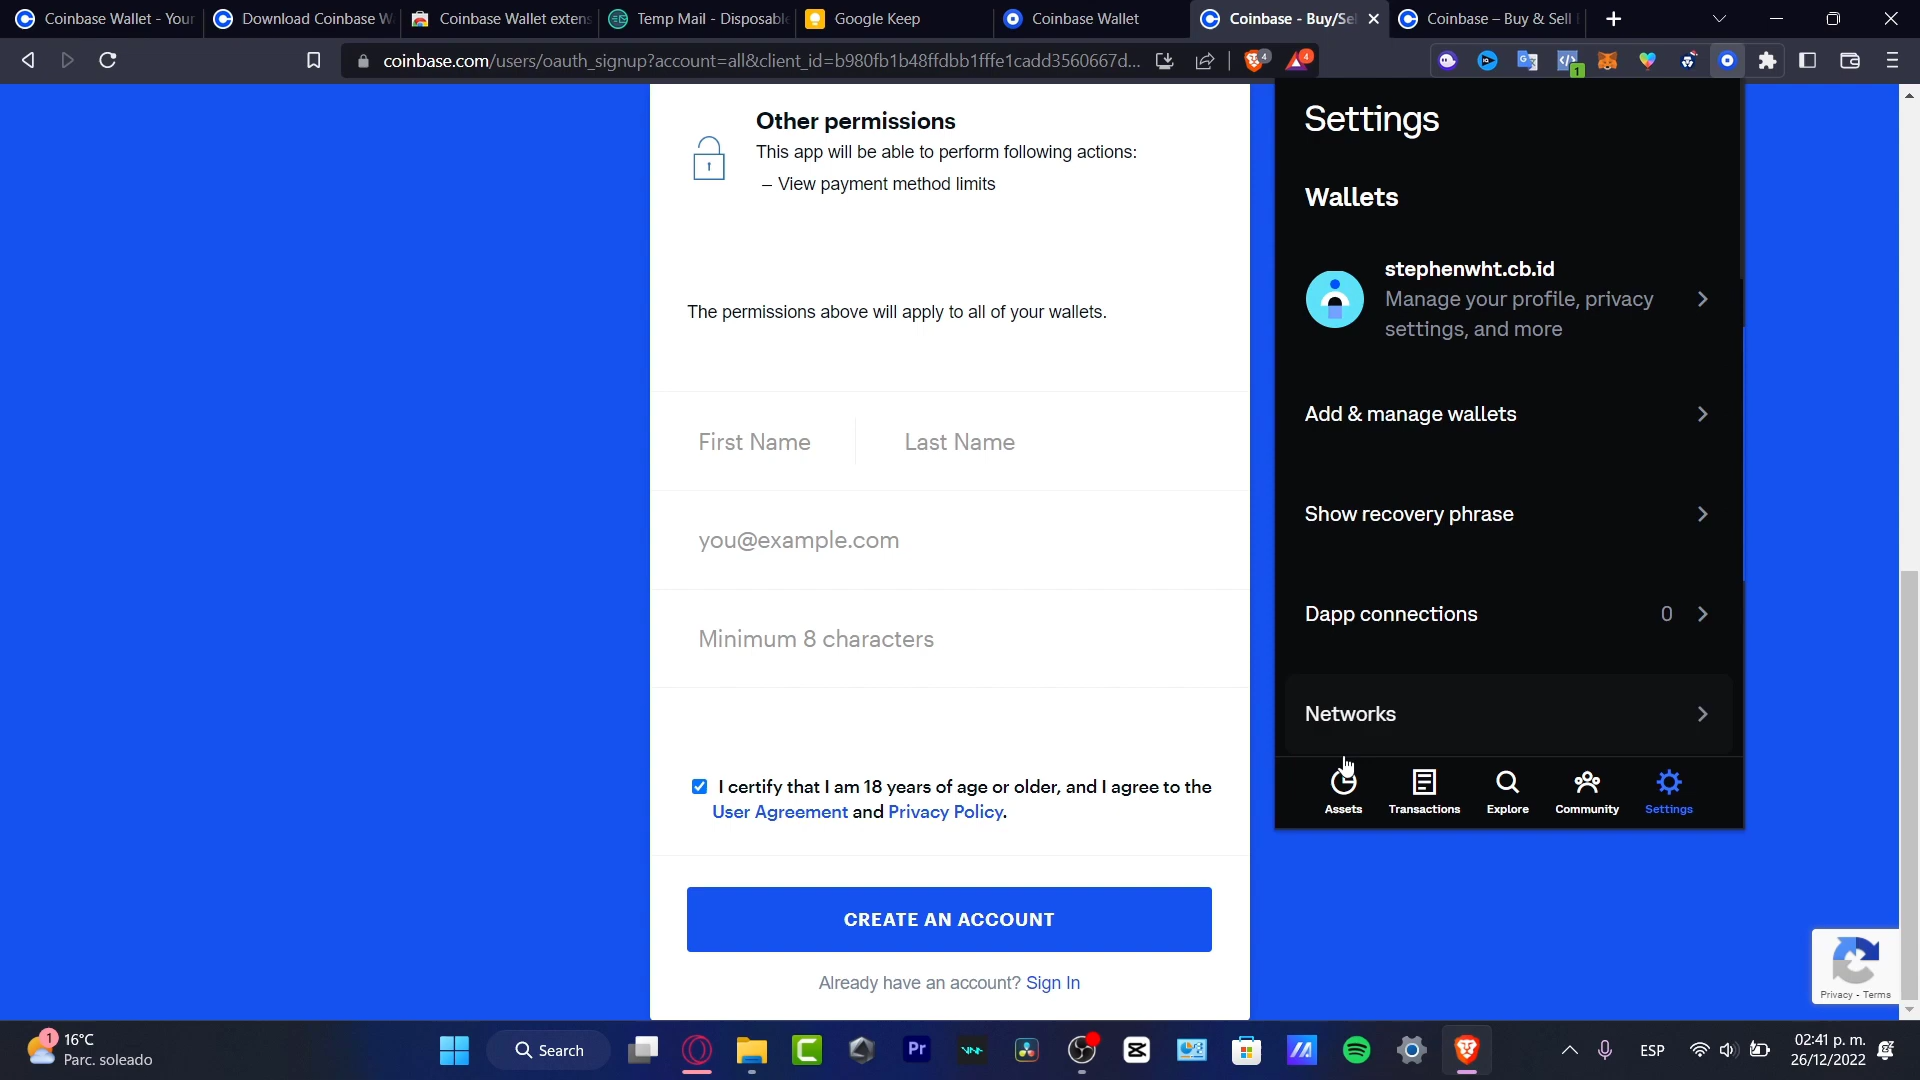 Coinbase Wallet - Your
Download Coinbase W
Coinbase Wallet extens
Temp Mail - Disposable
Google Keep
Coinbase Wallet
Coinbase - Buy/Sel
Coinbase – Buy & Sell
coinbase.com/users/oauth_signup?account=all&client_id=b980fb1b48ffdbb1fffe1cadd3560667d...
4
4
1
Other permissions
This app will be able to perform following actions:
– View payment method limits
The permissions above will apply to all of your wallets.
First Name
Last Name
you@example.com
Minimum 8 characters
I certify that I am 18 years of age or older, and I agree to the
User Agreement and Privacy Policy.
CREATE AN ACCOUNT
Already have an account? Sign In
Settings
Wallets
stephenwht.cb.id
Manage your profile, privacy
settings, and more
Add & manage wallets
Show recovery phrase
Dapp connections 0
Networks
Assets
Transactions
Explore
Community
Settings
Privacy - Terms
1
16°C
Parc. soleado
Search
Pr
ESP
02:41 p. m.
26/12/2022